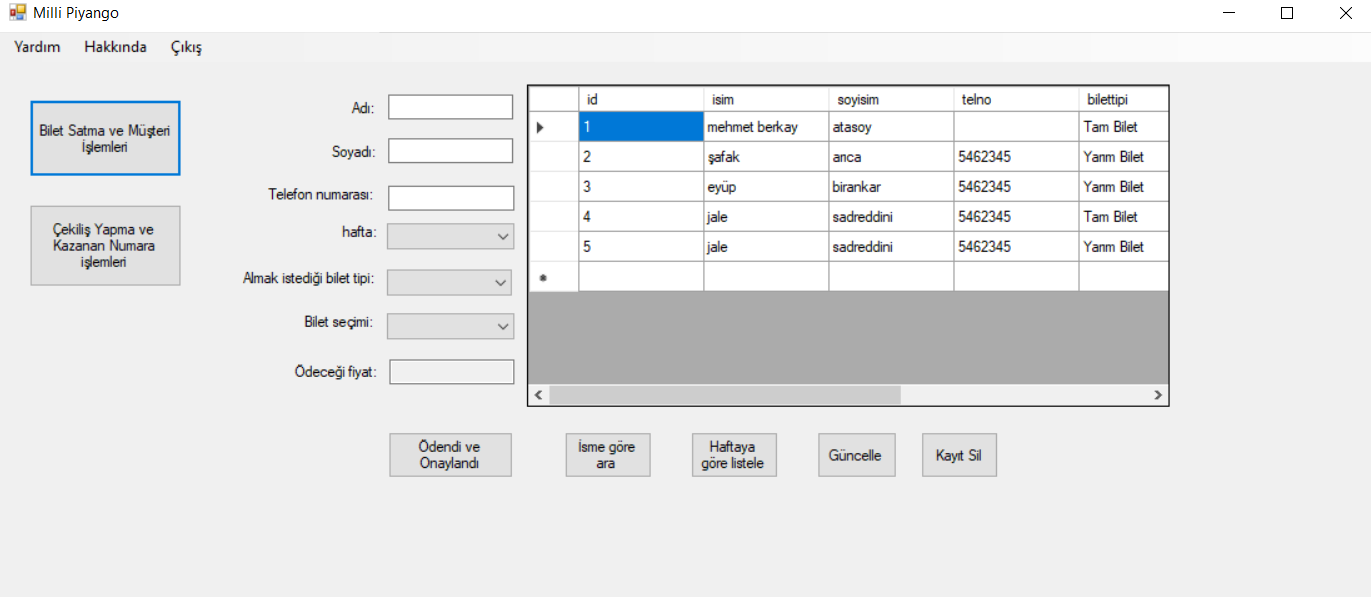 Milli Piyango
Yardım Hakkında Çıkış
Bilet Satma ve Müşteri
İşlemleri
Çekiliş Yapma ve
Kazanan Numara
işlemleri
Adı:
Soyadı:
Telefon numarası:
hafta:
Almak istediği bilet tipi:
Bilet seçimi:
Ödeceği fiyat:
id isim soyisim telno bilettipi
1 mehmet berkay atasoy Tam Bilet
2 şafak arıca 5462345 Yarım Bilet
3 eyüp birankar 5462345 Yarım Bilet
4 jale sadreddini 5462345 Tam Bilet
5 jale sadreddini 5462345 Yarım Bilet
Ödendi ve
Onaylandı
İsme göre
ara
Haftaya
göre listele
Güncelle
Kayıt Sil